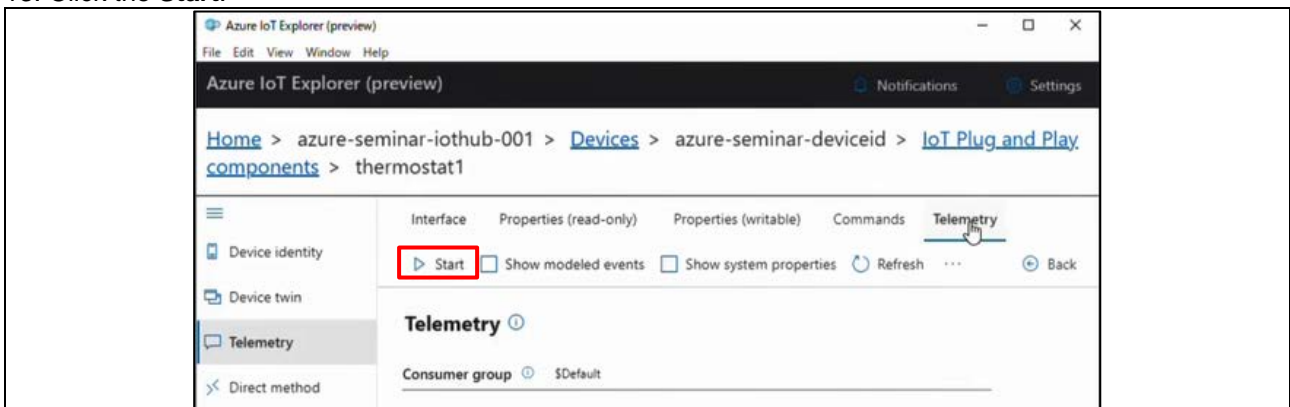 Azure IoT Explorer (preview)
File Edit View Window Help
Azure IoT Explorer (preview) Notifications Settings
Home > azure-seminar-iothub-001 > Devices > azure-seminar-deviceid > IoT Plug and Play
components > thermostat1
Interface Properties (read-only) Properties (writable) Commands Telemetry
Device identity
Start Show modeled events Show system properties Refresh ... Back
Device twin
Telemetry
Telemetry
Consumer group $Default
Direct method